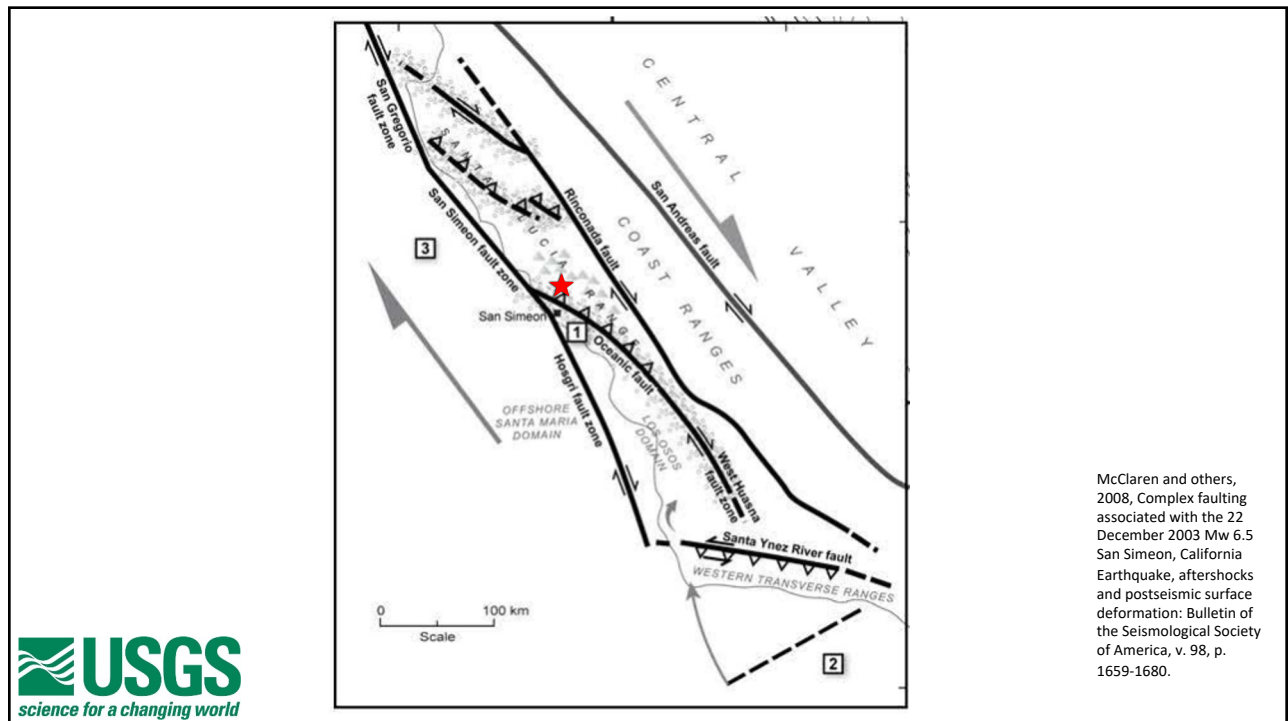 CENTRAL
VALLEY
San Gregorio
fault zone
SANTA
LUCIA
RANGE
San Simeon fault zone
Rinconada fault
San Andreas fault
COAST RANGES
3
San Simeon
1
Oceanic fault
Hosgri fault zone
OFFSHORE
SANTA MARIA
DOMAIN
LOS OSOS
DOMAIN
West Huasna
fault zone
Santa Ynez River fault
WESTERN TRANSVERSE RANGES
0 100 km
Scale
2
USGS
science for a changing world
McClaren and others,
2008, Complex faulting
associated with the 22
December 2003 Mw 6.5
San Simeon, California
Earthquake, aftershocks
and postseismic surface
deformation: Bulletin of
the Seismological Society
of America, v. 98, p.
1659-1680.